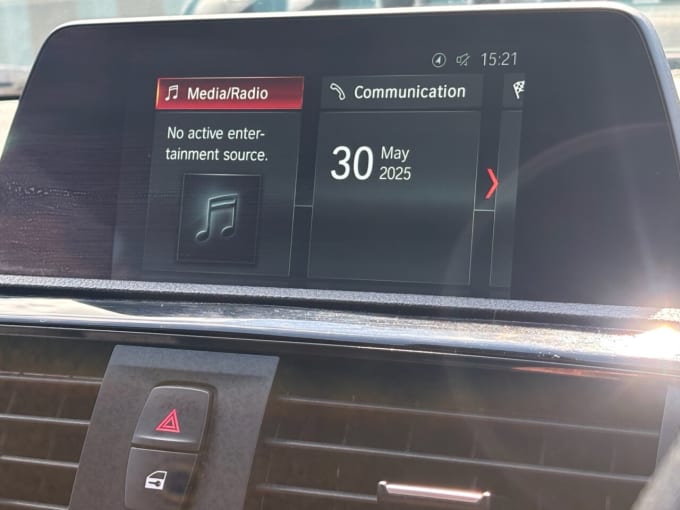 15:21
Media/Radio
Communication
No active enter-
tainment source.
30 May
2025